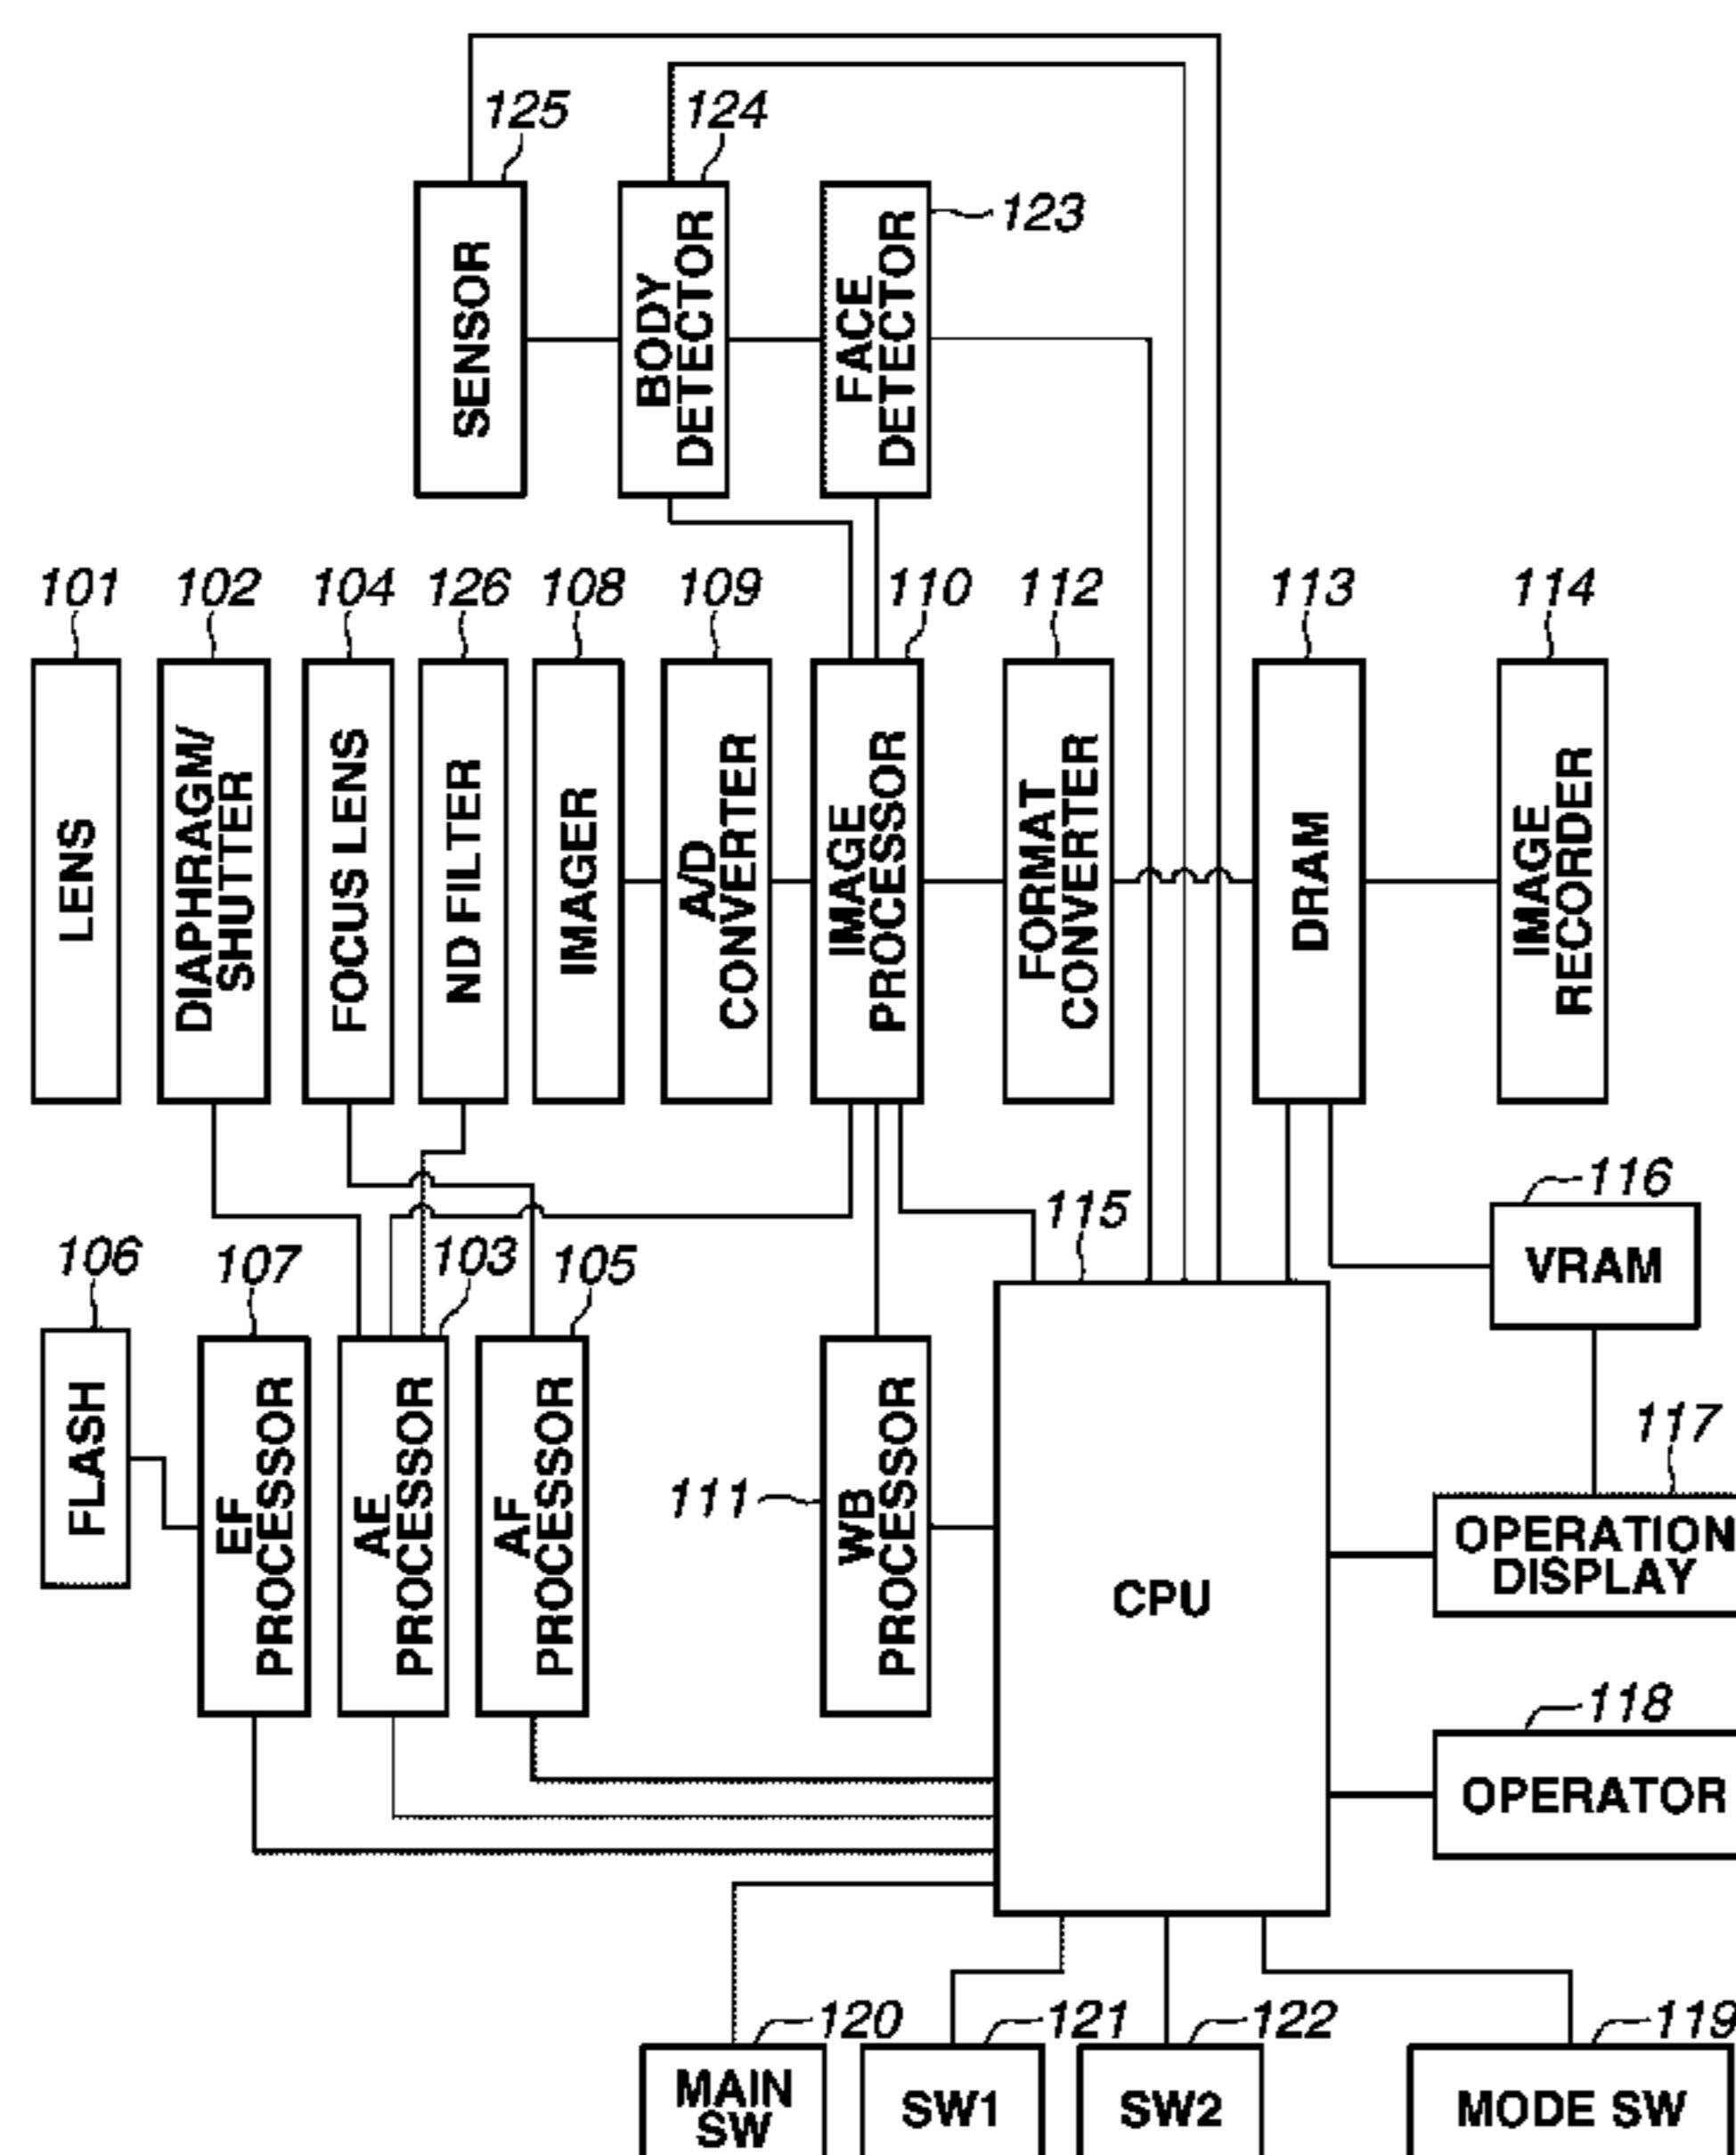 125
124
123
SENSOR
BODY
DETECTOR
FACE
DETECTOR
101
102
104
126
108
109
110
112
113
114
LENS
DIAPHRAGM/
SHUTTER
FOCUS LENS
ND FILTER
IMAGER
A/D
CONVERTER
IMAGE
PROCESSOR
FORMAT
CONVERTER
DRAM
IMAGE
RECORDER
106
107
103
105
115
116
VRAM
FLASH
EF
PROCESSOR
AE
PROCESSOR
AF
PROCESSOR
111
WB
PROCESSOR
CPU
117
OPERATION
DISPLAY
118
OPERATOR
120
121
122
119
MAIN
SW
SW1
SW2
MODE SW